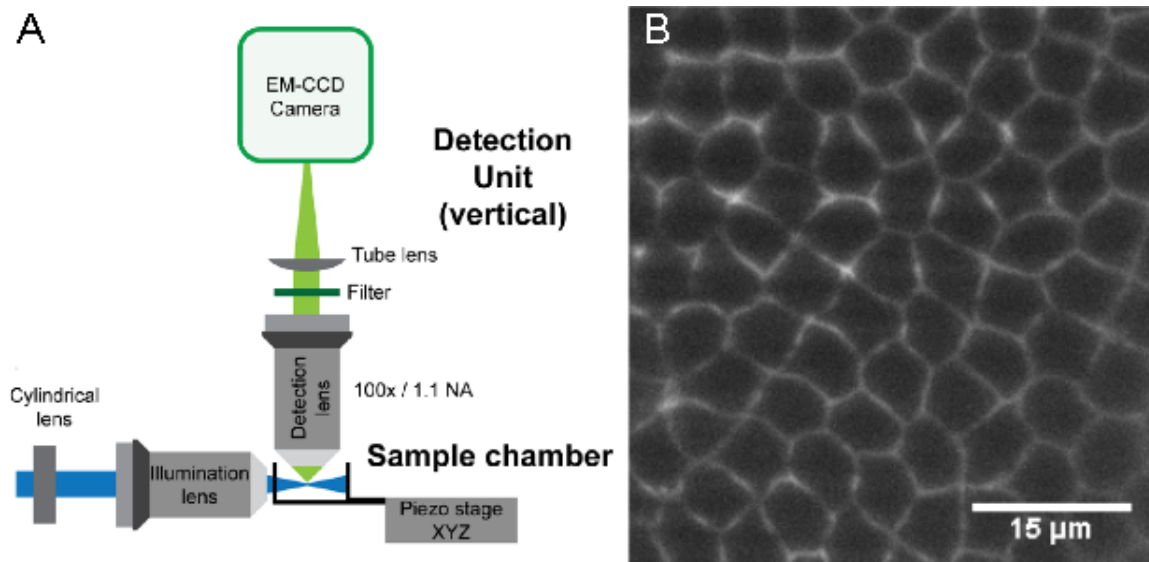 A
EM-CCD
Camera
Detection
Unit
(vertical)
Tube lens
Filter
Detection
lens
100x / 1.1 NA
Cylindrical
lens
Illumination
lens
Sample chamber
Piezo stage
XYZ
B
15 µm